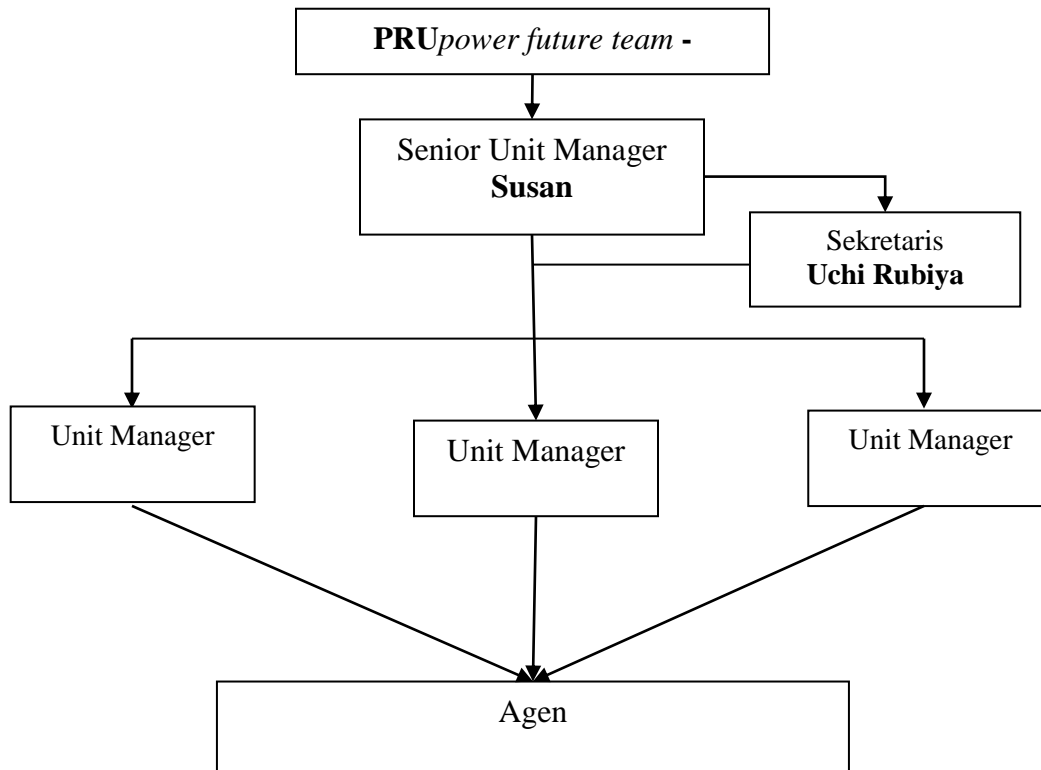 PRUpower future team -
Senior Unit Manager
Susan
Sekretaris
Uchi Rubiya
Unit Manager
Unit Manager
Unit Manager
Agen